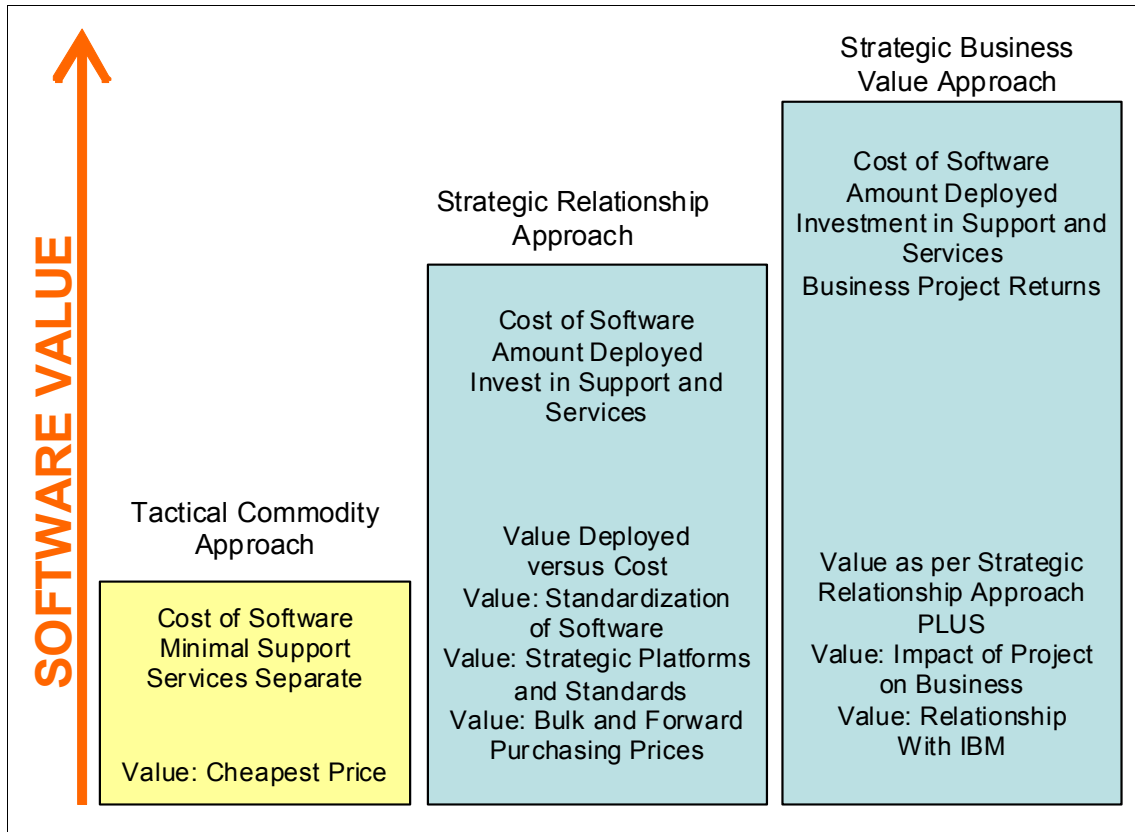 SOFTWARE VALUE
Tactical Commodity
Approach
Cost of Software
Minimal Support
Services Separate
Value: Cheapest Price
Strategic Relationship
Approach
Cost of Software
Amount Deployed
Invest in Support and
Services
Value Deployed
versus Cost
Value: Standardization
of Software
Value: Strategic Platforms
and Standards
Value: Bulk and Forward
Purchasing Prices
Strategic Business
Value Approach
Cost of Software
Amount Deployed
Investment in Support and
Services
Business Project Returns
Value as per Strategic
Relationship Approach
PLUS
Value: Impact of Project
on Business
Value: Relationship
With IBM